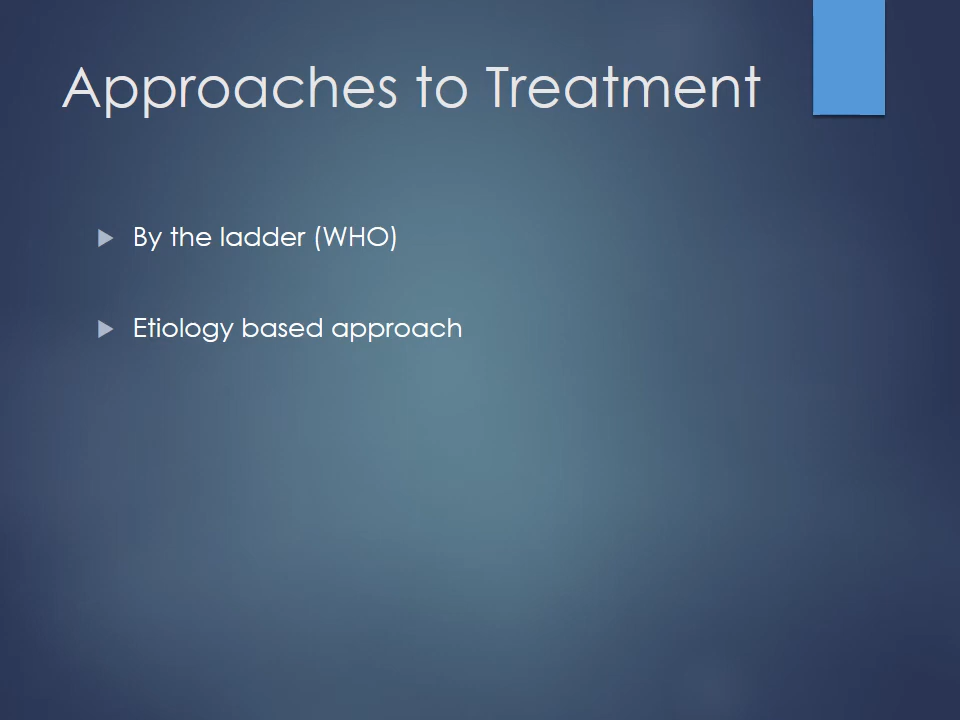 Approaches to Treatment
By the ladder (WHO)
Etiology based approach